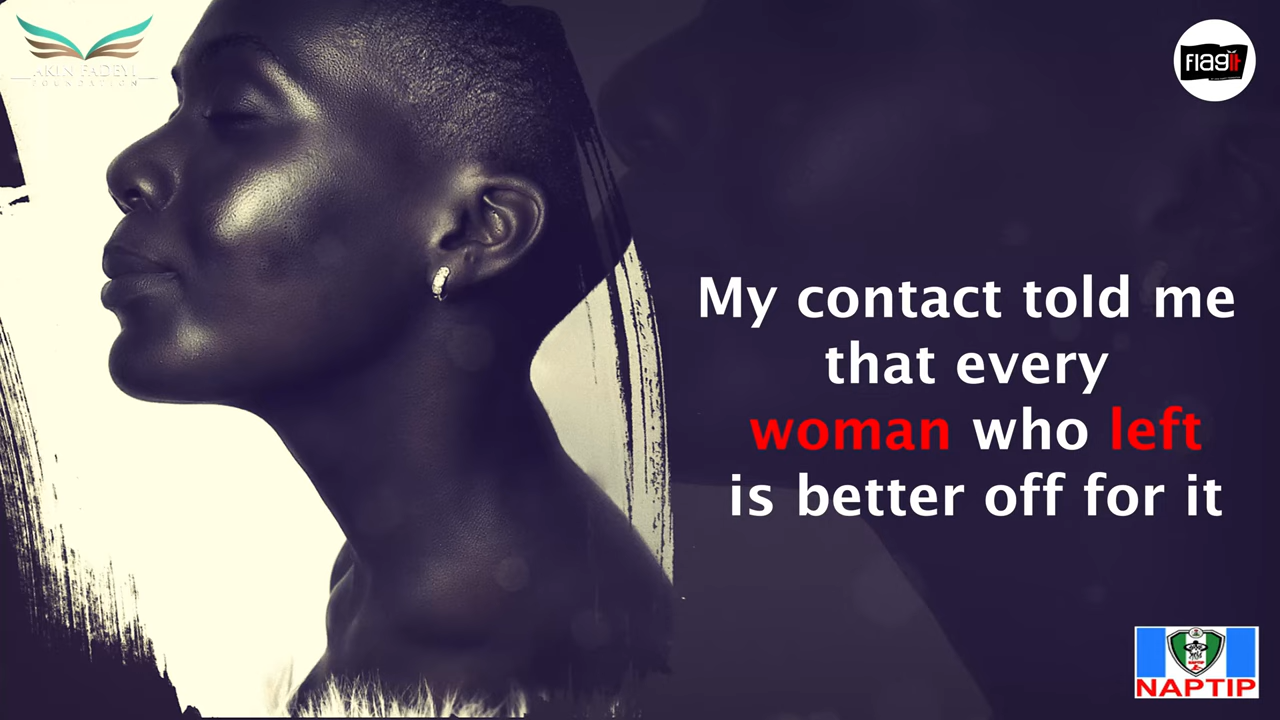 AKIN FADEYI
FOUNDATION
flagit
My contact told me
that every
woman who left
is better off for it
NAPTIP